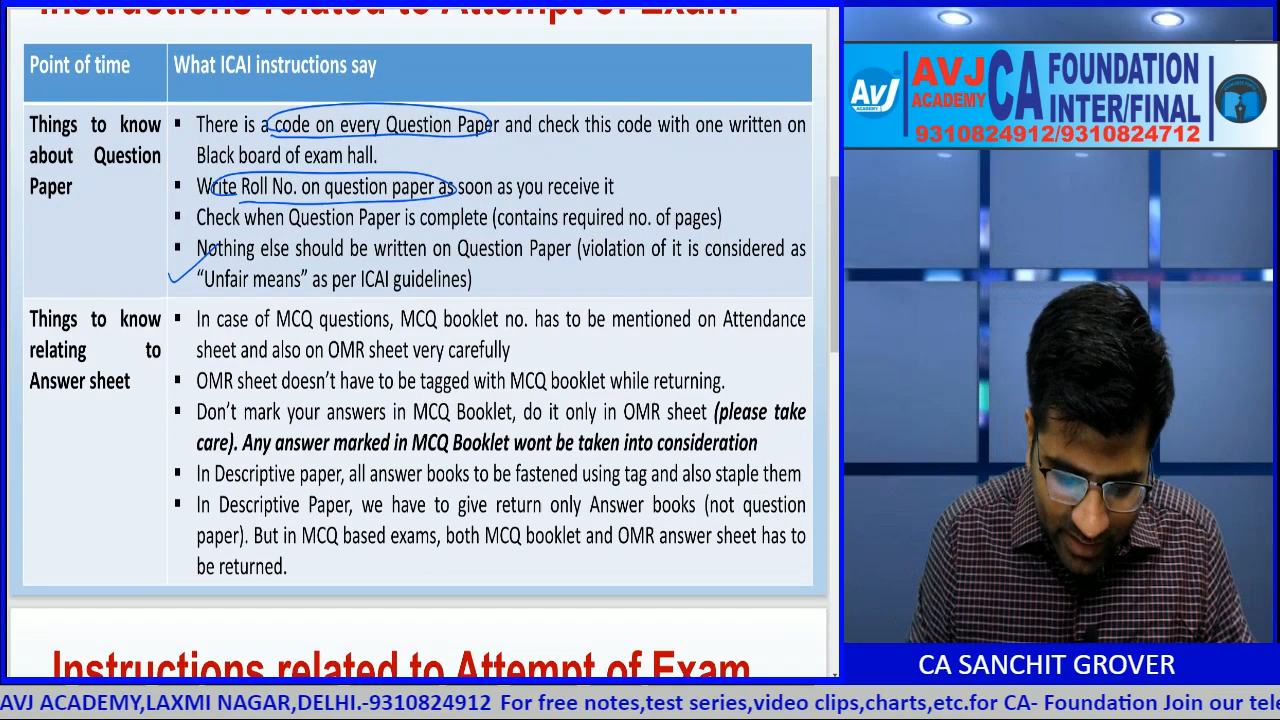 Instructions related to Attempt of Exam
Point of time
What ICAI instructions say
Things to know
about Question
Paper
▪ There is a code on every Question Paper and check this code with one written on
Black board of exam hall.
▪ Write Roll No. on question paper as soon as you receive it
▪ Check when Question Paper is complete (contains required no. of pages)
▪ Nothing else should be written on Question Paper (violation of it is considered as
“Unfair means” as per ICAI guidelines)
Things to know
relating to
Answer sheet
▪ In case of MCQ questions, MCQ booklet no. has to be mentioned on Attendance
sheet and also on OMR sheet very carefully
▪ OMR sheet doesn’t have to be tagged with MCQ booklet while returning.
▪ Don’t mark your answers in MCQ Booklet, do it only in OMR sheet (please take
care). Any answer marked in MCQ Booklet wont be taken into consideration
▪ In Descriptive paper, all answer books to be fastened using tag and also staple them
▪ In Descriptive Paper, we have to give return only Answer books (not question
paper). But in MCQ based exams, both MCQ booklet and OMR answer sheet has to
be returned.
Instructions related to Attempt of Exam
AVJ
ACADEMY
AVJ
ACADEMY
CA
FOUNDATION
INTER/FINAL
9310824912/9310824712
CA SANCHIT GROVER
AVJ ACADEMY,LAXMI NAGAR,DELHI.-9310824912 For free notes,test series,video clips,charts,etc.for CA- Foundation Join our tele